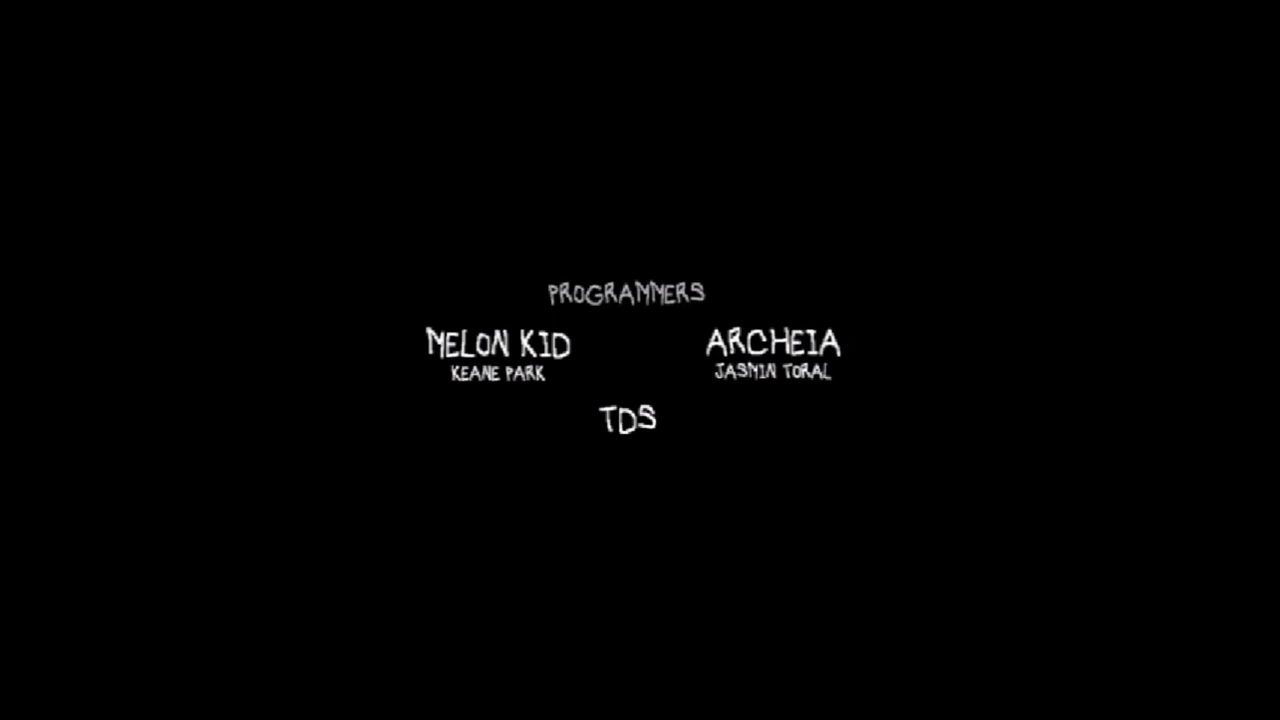 PROGRAMMERS
MELON KID ARCHEIA
KEANE PARK JASMIN TORAL
TDS